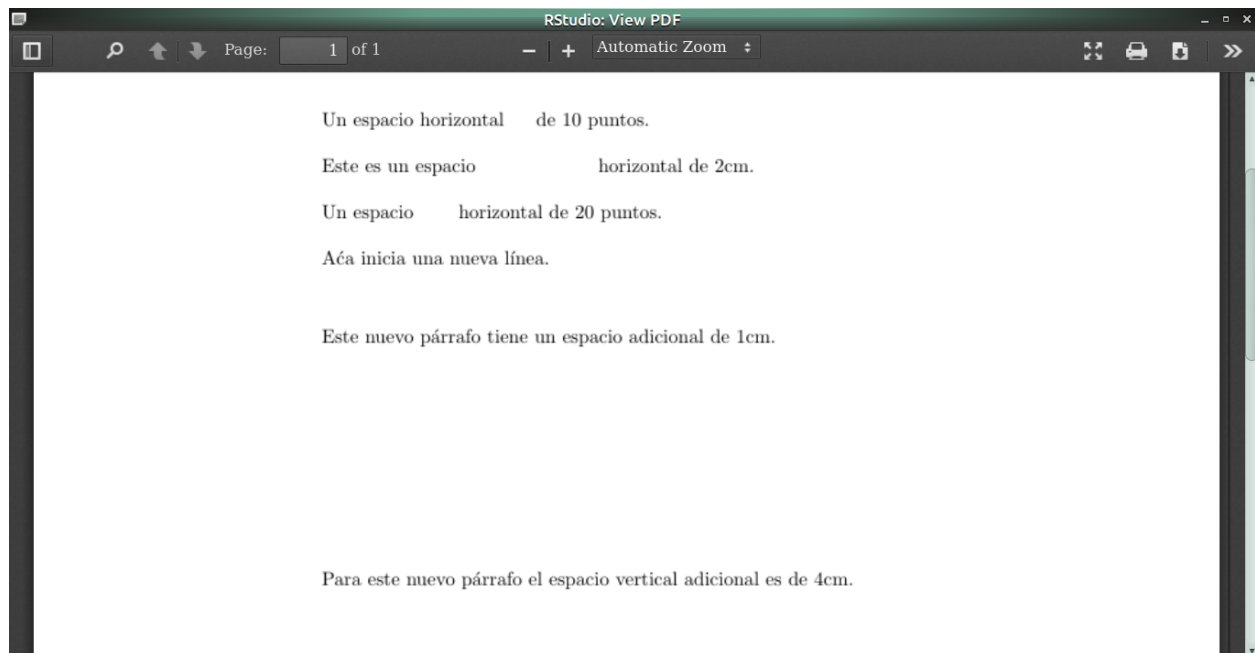 RStudio: View PDF
Page: 1 of 1 Automatic Zoom
Un espacio horizontal de 10 puntos.
Este es un espacio horizontal de 2cm.
Un espacio horizontal de 20 puntos.
Aća inicia una nueva línea.
Este nuevo párrafo tiene un espacio adicional de 1cm.
Para este nuevo párrafo el espacio vertical adicional es de 4cm.